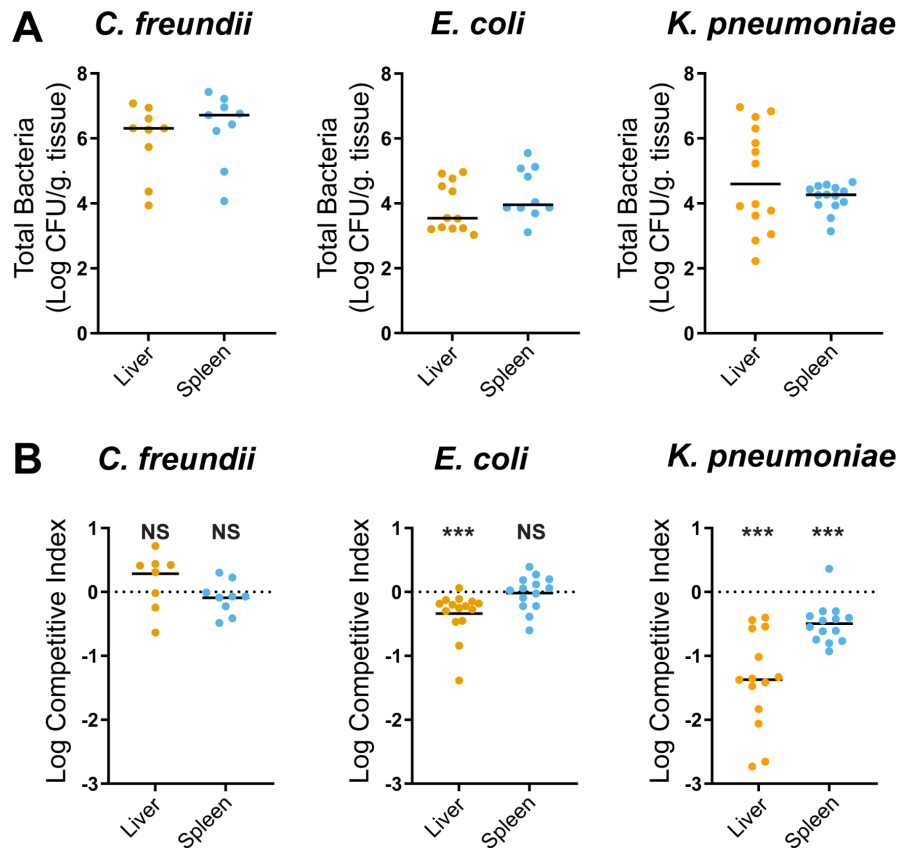 A
C. freundii
E. coli
K. pneumoniae
Total Bacteria
(Log CFU/g. tissue)
8
6
4
2
0
Liver
Spleen
Total Bacteria
(Log CFU/g. tissue)
8
6
4
2
0
Liver
Spleen
Total Bacteria
(Log CFU/g. tissue)
8
6
4
2
0
Liver
Spleen
B
C. freundii
E. coli
K. pneumoniae
Log Competitive Index
1
0
-1
-2
-3
NS
NS
Liver
Spleen
Log Competitive Index
1
0
-1
-2
-3
***
NS
Liver
Spleen
Log Competitive Index
1
0
-1
-2
-3
***
***
Liver
Spleen